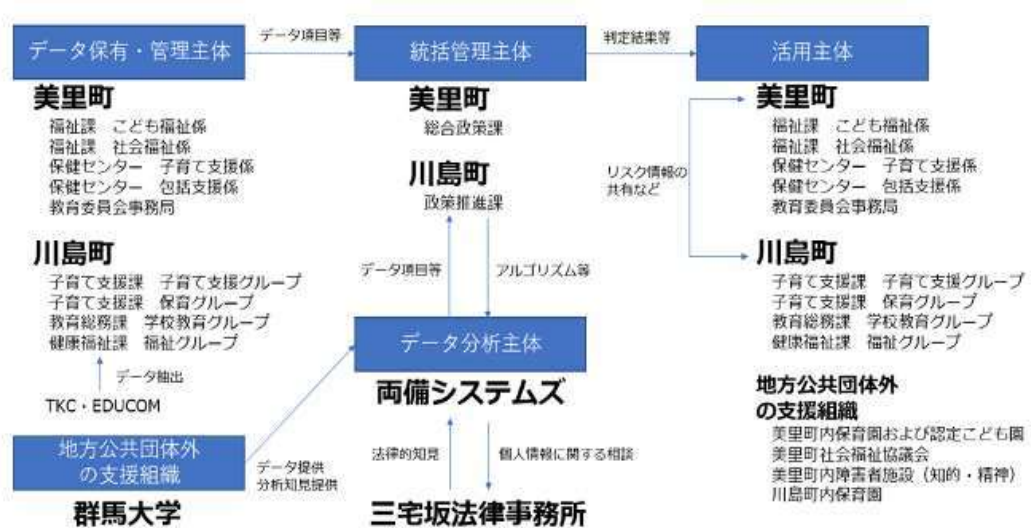 データ保有・管理主体
データ項目等
統括管理主体
判定結果等
活用主体
美里町
福祉課 こども福祉係
福祉課 社会福祉係
保健センター 子育て支援係
保健センター 包括支援係
教育委員会事務局
川島町
子育て支援課 子育て支援グループ
子育て支援課 保育グループ
教育総務課 学校教育グループ
健康福祉課 福祉グループ
データ抽出
TKC・EDUCOM
地方公共団体外
の支援組織
群馬大学
データ提供
分析知見提供
美里町
総合政策課
川島町
政策推進課
データ項目等
アルゴリズム等
データ分析主体
両備システムズ
法律的知見
個人情報に関する相談
三宅坂法律事務所
リスク情報の
共有など
美里町
福祉課 こども福祉係
福祉課 社会福祉係
保健センター 子育て支援係
保健センター 包括支援係
教育委員会事務局
川島町
子育て支援課 子育て支援グループ
子育て支援課 保育グループ
教育総務課 学校教育グループ
健康福祉課 福祉グループ
地方公共団体外
の支援組織
美里町内保育園および認定こども園
美里町社会福祉協議会
美里町内障害者施設（知的・精神）
川島町内保育園